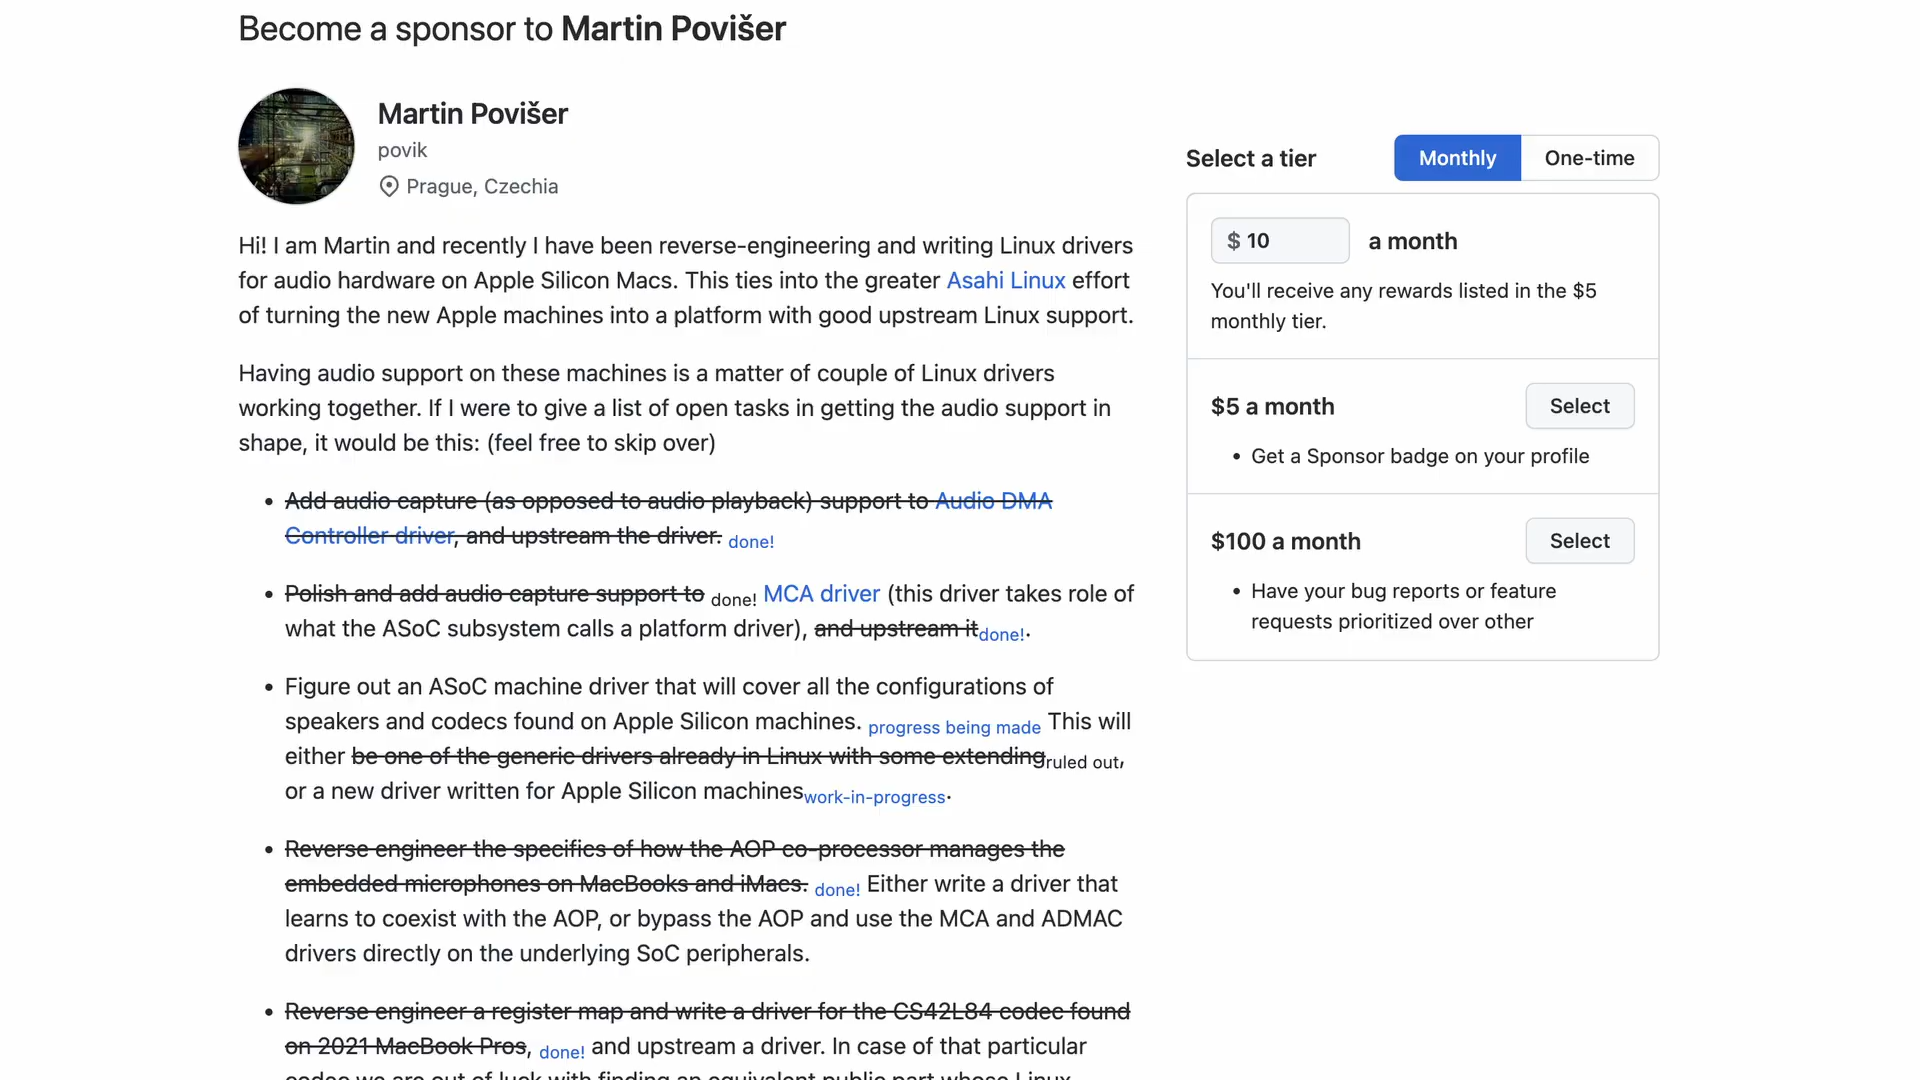 Become a sponsor to Martin Povišer
Martin Povišer
povik
Prague, Czechia
Hi! I am Martin and recently I have been reverse-engineering and writing Linux drivers
for audio hardware on Apple Silicon Macs. This ties into the greater Asahi Linux effort
of turning the new Apple machines into a platform with good upstream Linux support.
Having audio support on these machines is a matter of couple of Linux drivers
working together. If I were to give a list of open tasks in getting the audio support in
shape, it would be this: (feel free to skip over)
• Add audio capture (as opposed to audio playback) support to Audio DMA
Controller driver, and upstream the driver. done!
• Polish and add audio capture support to done! MCA driver (this driver takes role of
what the ASoC subsystem calls a platform driver), and upstream it done!.
• Figure out an ASoC machine driver that will cover all the configurations of
speakers and codecs found on Apple Silicon machines. progress being made This will
either be one of the generic drivers already in Linux with some extending ruled out,
or a new driver written for Apple Silicon machines work-in-progress.
• Reverse engineer the specifics of how the AOP co-processor manages the
embedded microphones on MacBooks and iMacs. done! Either write a driver that
learns to coexist with the AOP, or bypass the AOP and use the MCA and ADMAC
drivers directly on the underlying SoC peripherals.
• Reverse engineer a register map and write a driver for the CS42L84 codec found
on 2021 MacBook Pros, done! and upstream a driver. In case of that particular
codec we are out of luck with finding an equivalent public part whose Linux
Select a tier
Monthly
One-time
$ 10 a month
You'll receive any rewards listed in the $5
monthly tier.
$5 a month
Select
• Get a Sponsor badge on your profile
$100 a month
Select
• Have your bug reports or feature
requests prioritized over other